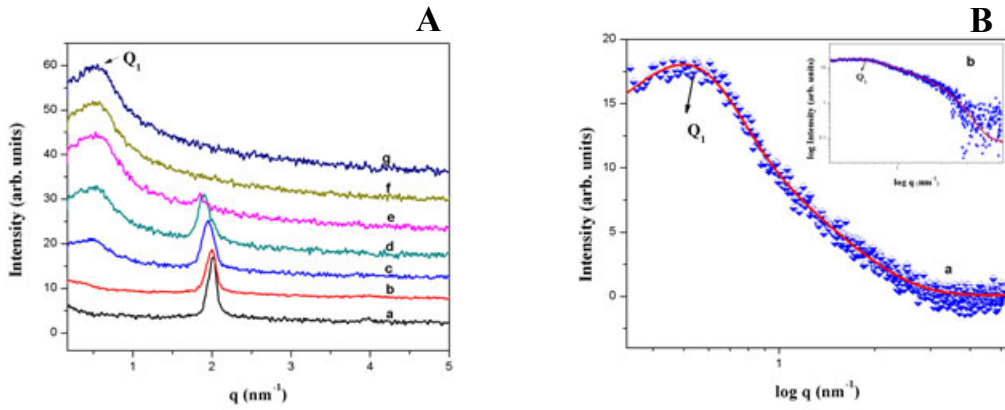 A
60
50
40
30
20
10
0
Intensity (arb. units)
Q1
g
f
e
d
c
b
a
1 2 3 4 5
q (nm-1)
B
20
15
10
5
0
Intensity (arb. units)
Q1
a
1
log q (nm-1)
log Intensity (arb. units)
b
Q1
log q (nm-1)